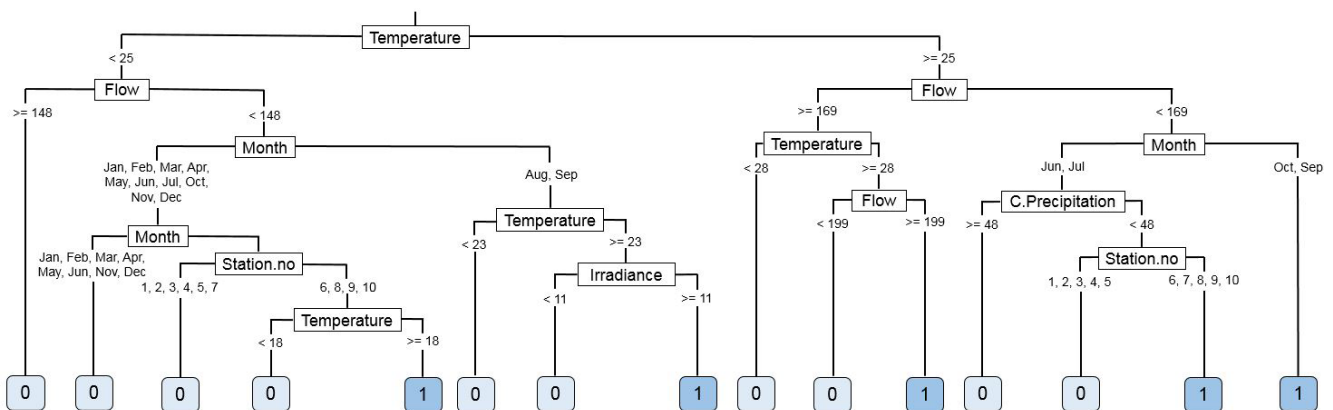 Temperature
< 25
>= 25
Flow
Flow
>= 148
< 148
>= 169
< 169
Month
Temperature
Month
Jan, Feb, Mar, Apr,
May, Jun, Jul, Oct,
Nov, Dec
Aug, Sep
< 28
>= 28
Jun, Jul
Oct, Sep
Month
Temperature
Flow
C.Precipitation
Jan, Feb, Mar, Apr,
May, Jun, Nov, Dec
< 23
>= 23
< 199
>= 199
>= 48
< 48
Station.no
Irradiance
Station.no
1, 2, 3, 4, 5, 7
6, 8, 9, 10
< 11
>= 11
1, 2, 3, 4, 5
6, 7, 8, 9, 10
Temperature
< 18
>= 18
0 0 0 0 1 0 0 1 0 0 1 0 0 1 1